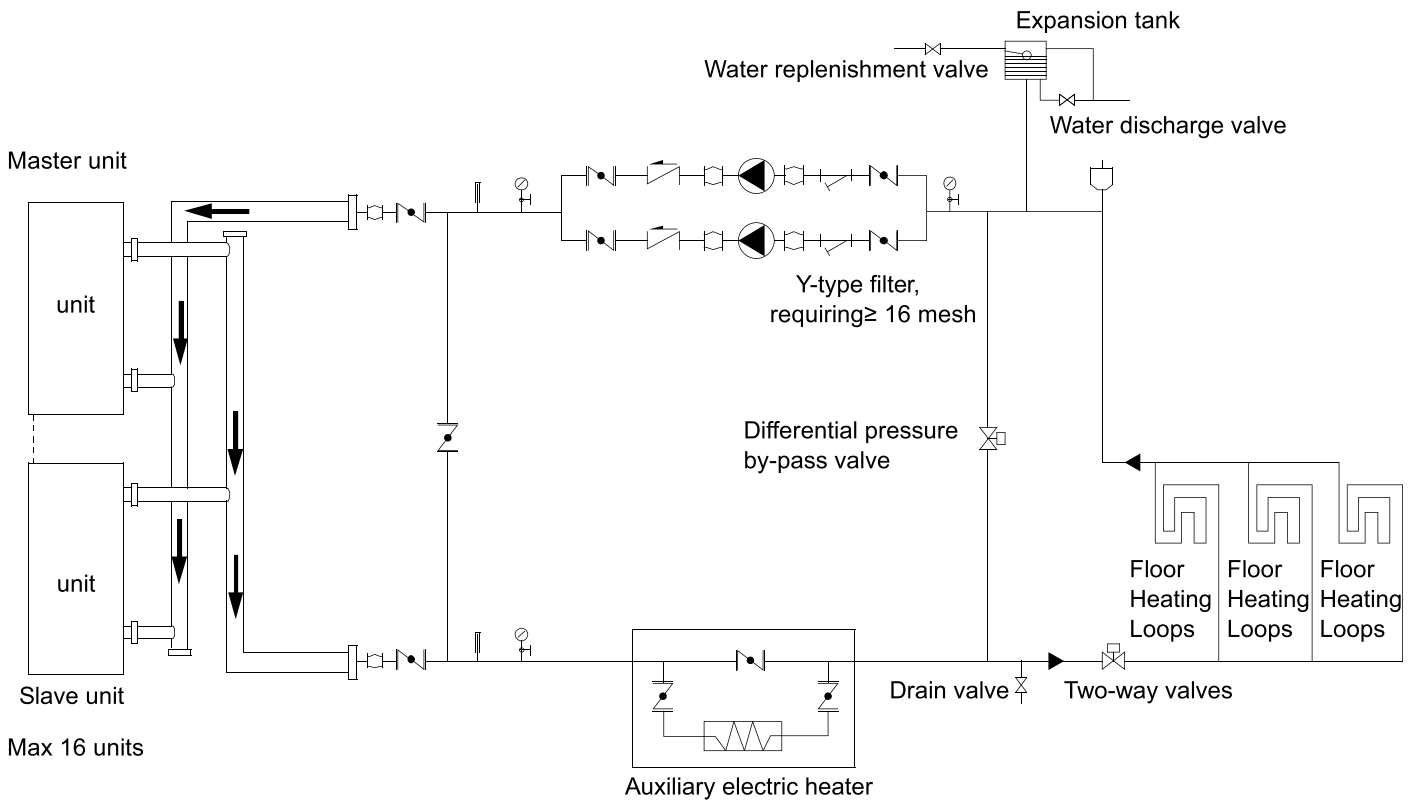 Expansion tank
Water replenishment valve
Water discharge valve
Master unit
unit
Y-type filter,
requiring≥ 16 mesh
Differential pressure
by-pass valve
unit
Floor
Heating
Loops
Floor
Heating
Loops
Floor
Heating
Loops
Slave unit
Drain valve
Two-way valves
Max 16 units
Auxiliary electric heater